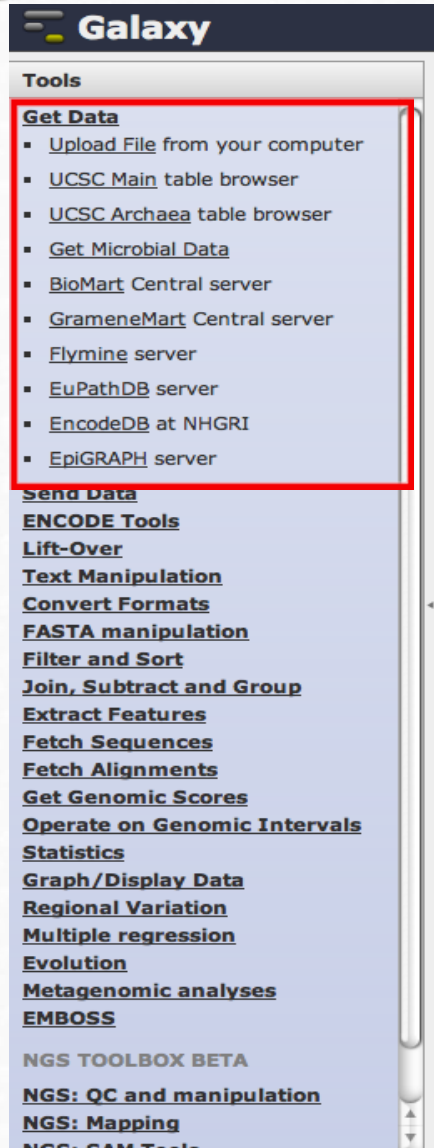 Galaxy
Tools
Get Data
Upload File from your computer
UCSC Main table browser
UCSC Archaea table browser
Get Microbial Data
BioMart Central server
GrameneMart Central server
Flymine server
EuPathDB server
EncodeDB at NHGRI
EpiGRAPH server
Send Data
ENCODE Tools
Lift-Over
Text Manipulation
Convert Formats
FASTA manipulation
Filter and Sort
Join, Subtract and Group
Extract Features
Fetch Sequences
Fetch Alignments
Get Genomic Scores
Operate on Genomic Intervals
Statistics
Graph/Display Data
Regional Variation
Multiple regression
Evolution
Metagenomic analyses
EMBOSS
NGS TOOLBOX BETA
NGS: QC and manipulation
NGS: Mapping
NGS: SAM Tools